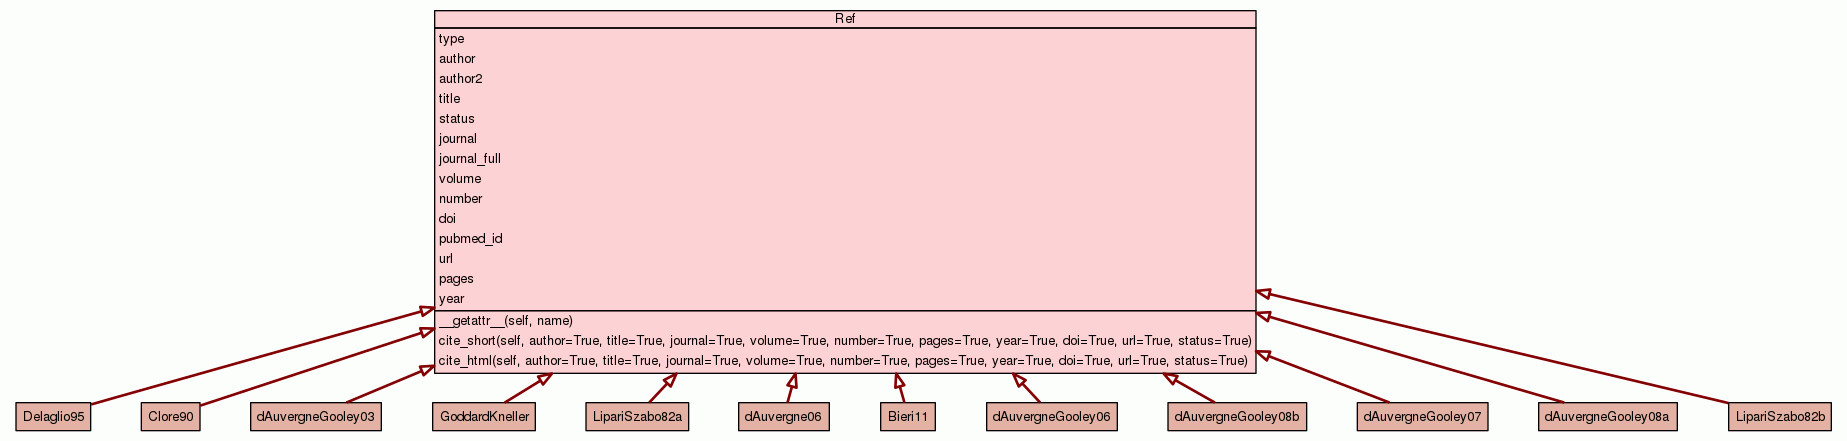 Ref
type
author
author2
title
status
journal
journal_full
volume
number
doi
pubmed_id
url
pages
year
__getattr__(self, name)
cite_short(self, author=True, title=True, journal=True, volume=True, number=True, pages=True, year=True, doi=True, url=True, status=True)
cite_html(self, author=True, title=True, journal=True, volume=True, number=True, pages=True, year=True, doi=True, url=True, status=True)
Delaglio95 Clore90 dAuvergneGooley03 GoddardKneller LipariSzabo82a dAuvergne06 Bieri11 dAuvergneGooley06 dAuvergneGooley08b dAuvergneGooley07 dAuvergneGooley08a LipariSzabo82b